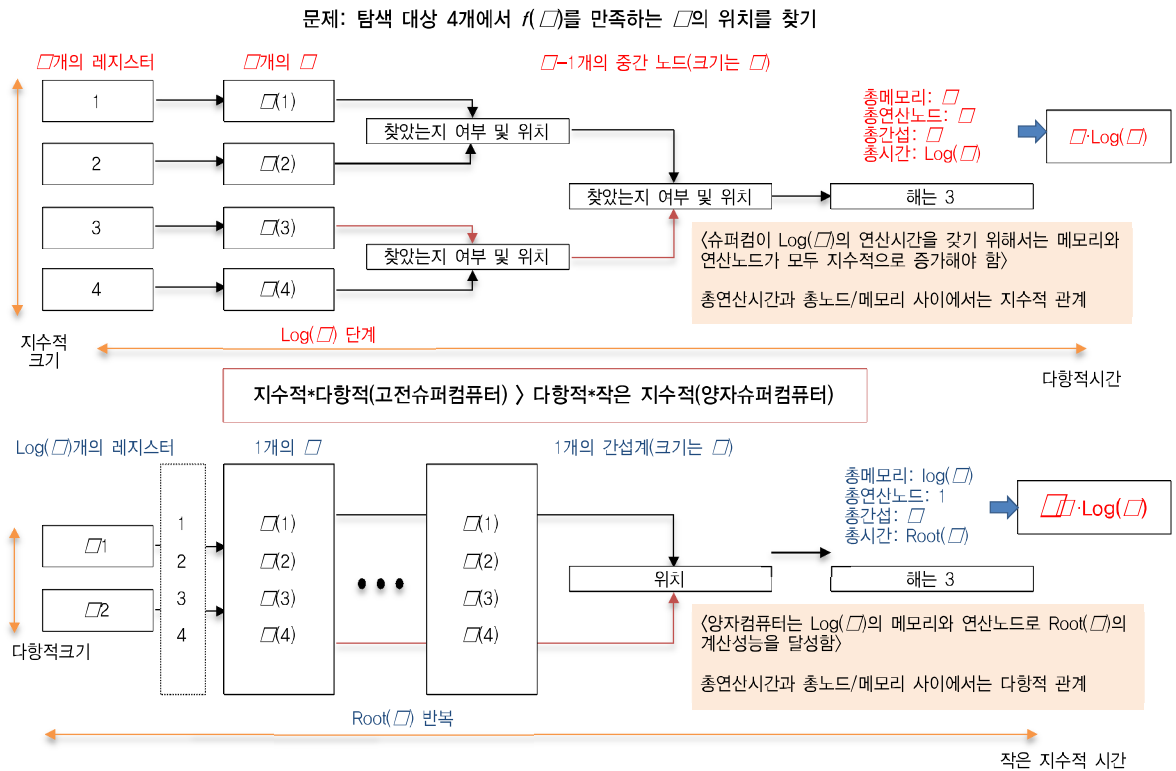 문제: 탐색 대상 4개에서 f(□)를 만족하는 □의 위치를 찾기
□개의 레지스터
□개의 □
□-1개의 중간 노드(크기는 □)
1
□(1)
2
□(2)
3
□(3)
4
□(4)
찾았는지 여부 및 위치
찾았는지 여부 및 위치
찾았는지 여부 및 위치
해는 3
총메모리: □
총연산노드: □
총간섭: □
총시간: Log(□)
□·Log(□)
〈슈퍼컴이 Log(□)의 연산시간을 갖기 위해서는 메모리와
연산노드가 모두 지수적으로 증가해야 함〉
총연산시간과 총노드/메모리 사이에서는 지수적 관계
지수적
크기
Log(□) 단계
다항적시간
지수적*다항적(고전슈퍼컴퓨터) 〉 다항적*작은 지수적(양자슈퍼컴퓨터)
Log(□)개의 레지스터
1개의 □
1개의 간섭계(크기는 □)
□1
□2
1
2
3
4
□(1)
□(2)
□(3)
□(4)
●●●
□(1)
□(2)
□(3)
□(4)
위치
해는 3
총메모리: log(□)
총연산노드: 1
총간섭: □
총시간: Root(□)
□□·Log(□)
〈양자컴퓨터는 Log(□)의 메모리와 연산노드로 Root(□)의
계산성능을 달성함〉
총연산시간과 총노드/메모리 사이에서는 다항적 관계
다항적크기
Root(□) 반복
작은 지수적 시간